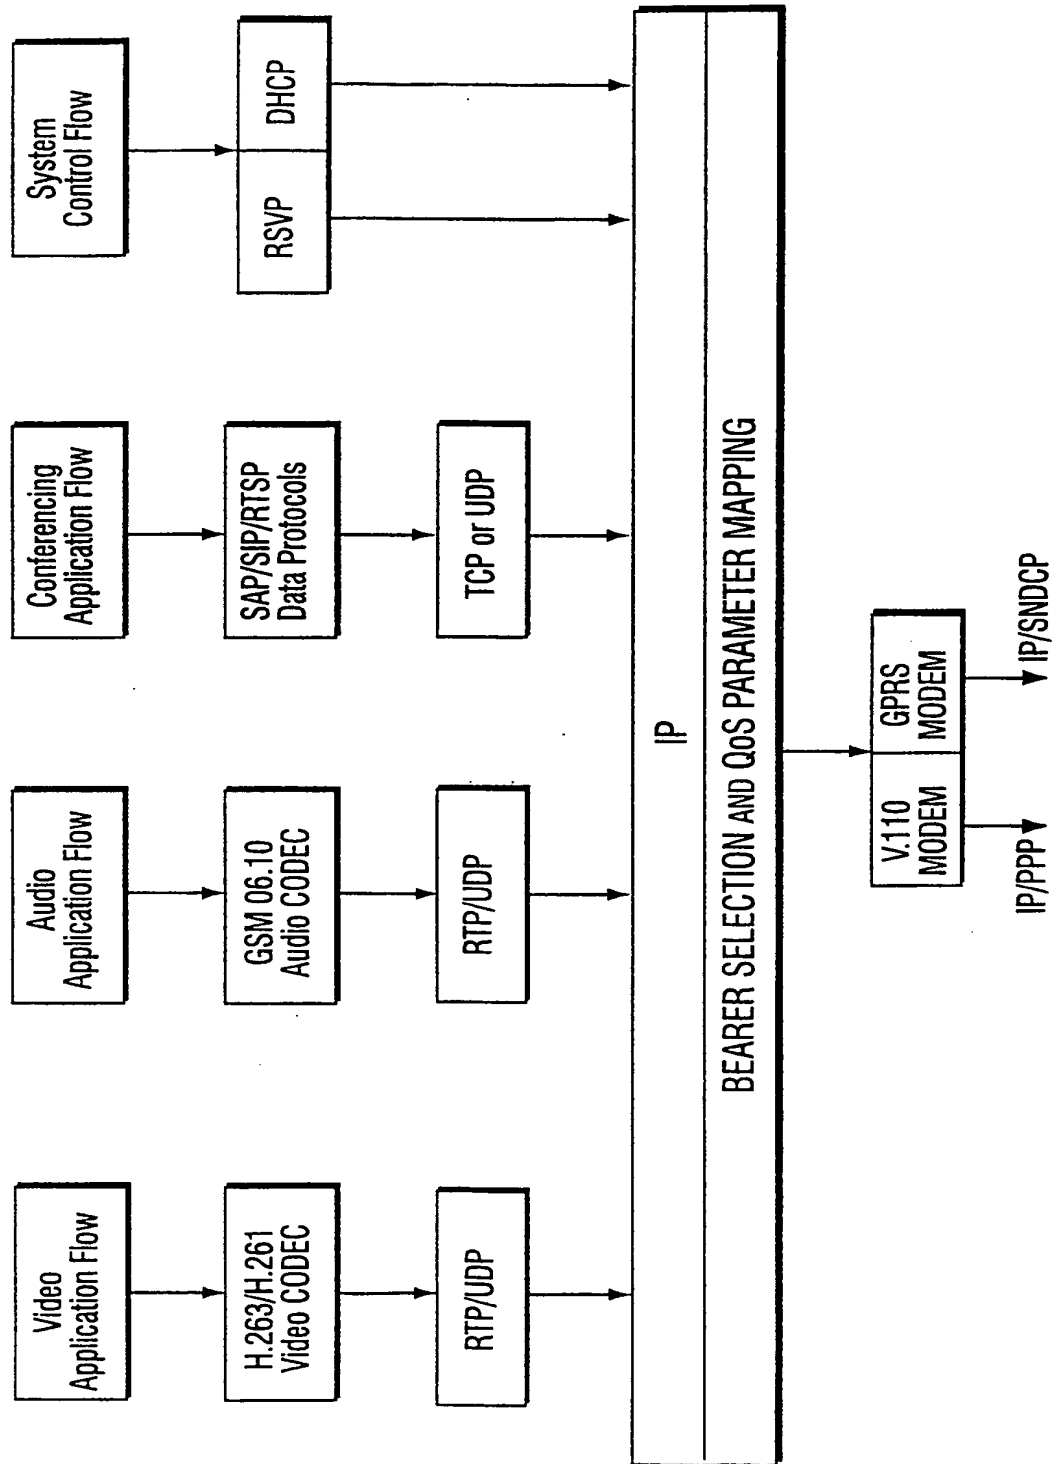 Video
Application Flow
Audio
Application Flow
Conferencing
Application Flow
System
Control Flow
H.263/H.261
Video CODEC
GSM 06.10
Audio CODEC
SAP/SIP/RTSP
Data Protocols
RSVP
DHCP
RTP/UDP
RTP/UDP
TCP or UDP
IP
BEARER SELECTION AND QoS PARAMETER MAPPING
V.110
MODEM
GPRS
MODEM
IP/PPP
IP/SNDCP